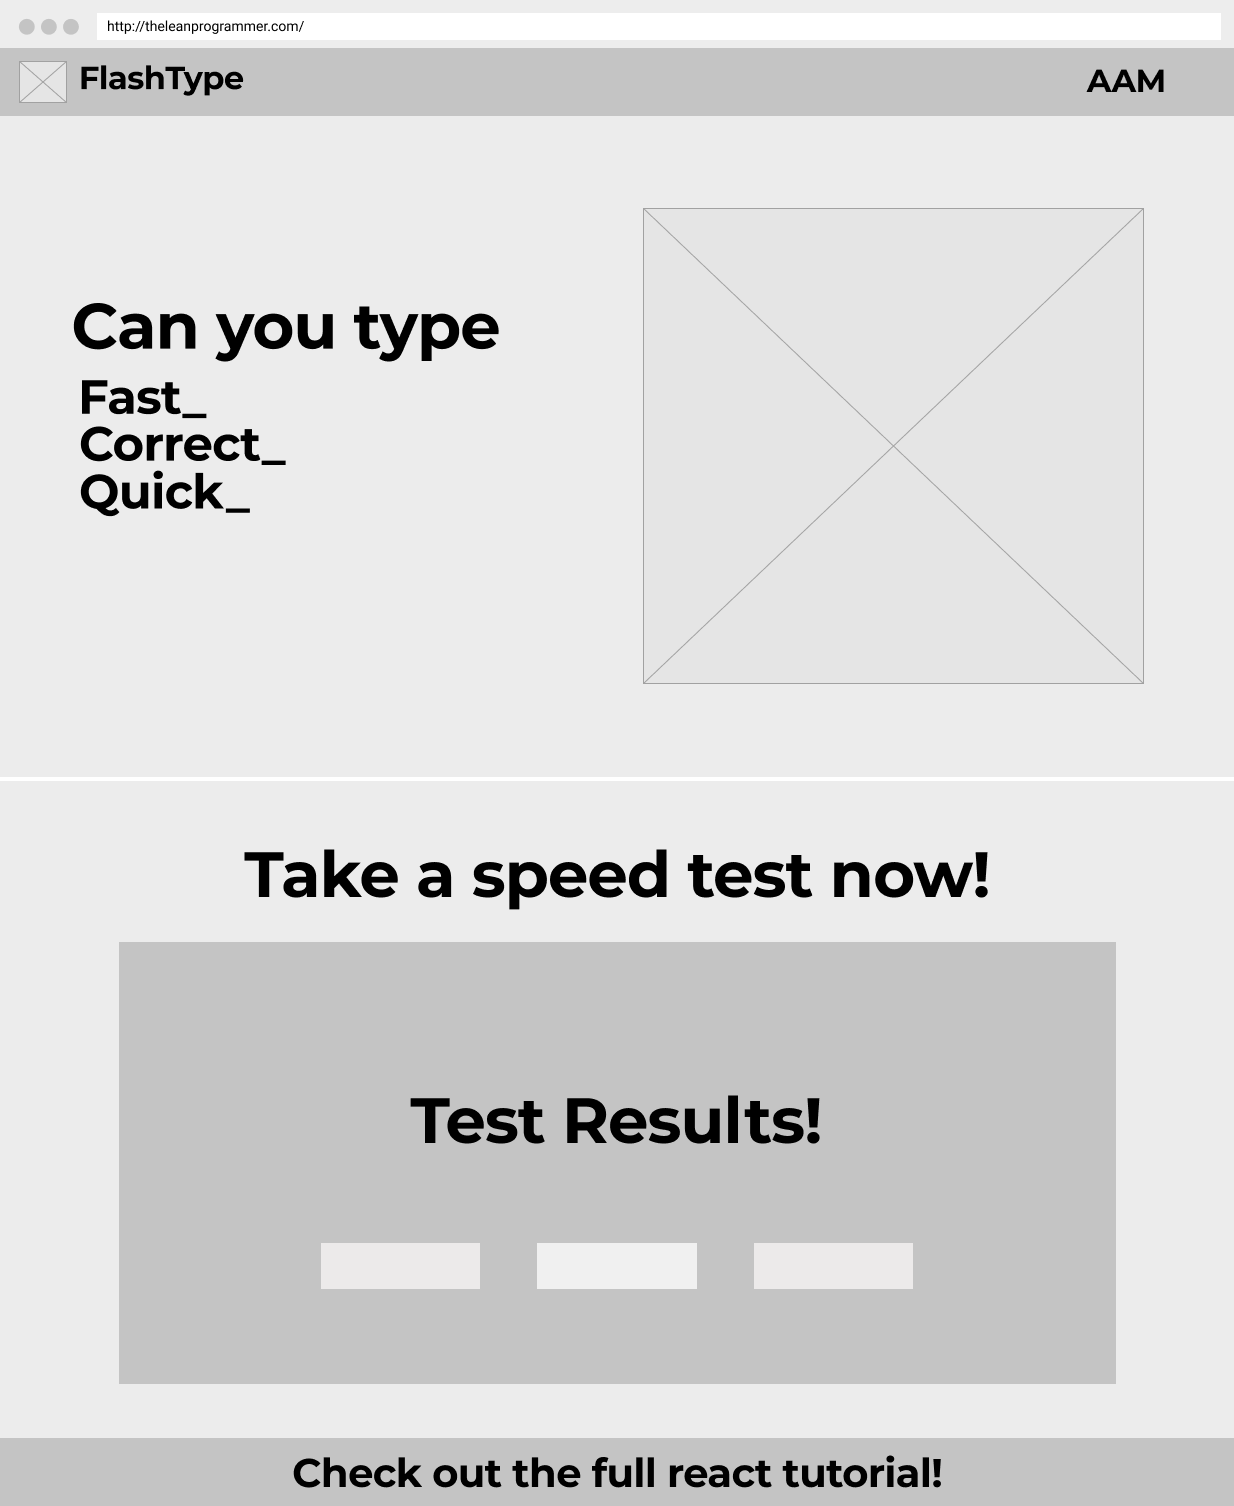 http://theleanprogrammer.com/
FlashType
AAM
Can you type
Fast_
Correct_
Quick_
Take a speed test now!
Test Results!
Check out the full react tutorial!